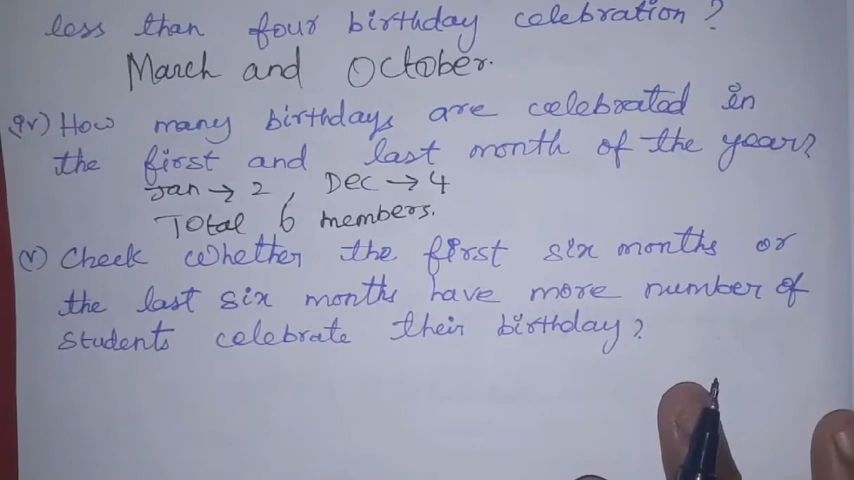 less than four birthday celebration?
March and October.
iv) How many birthdays are celebrated in
the first and last month of the year?
Jan → 2, Dec → 4
Total 6 members.
(v) Check whether the first six months or
the last six months have more number of
students celebrate their birthday?